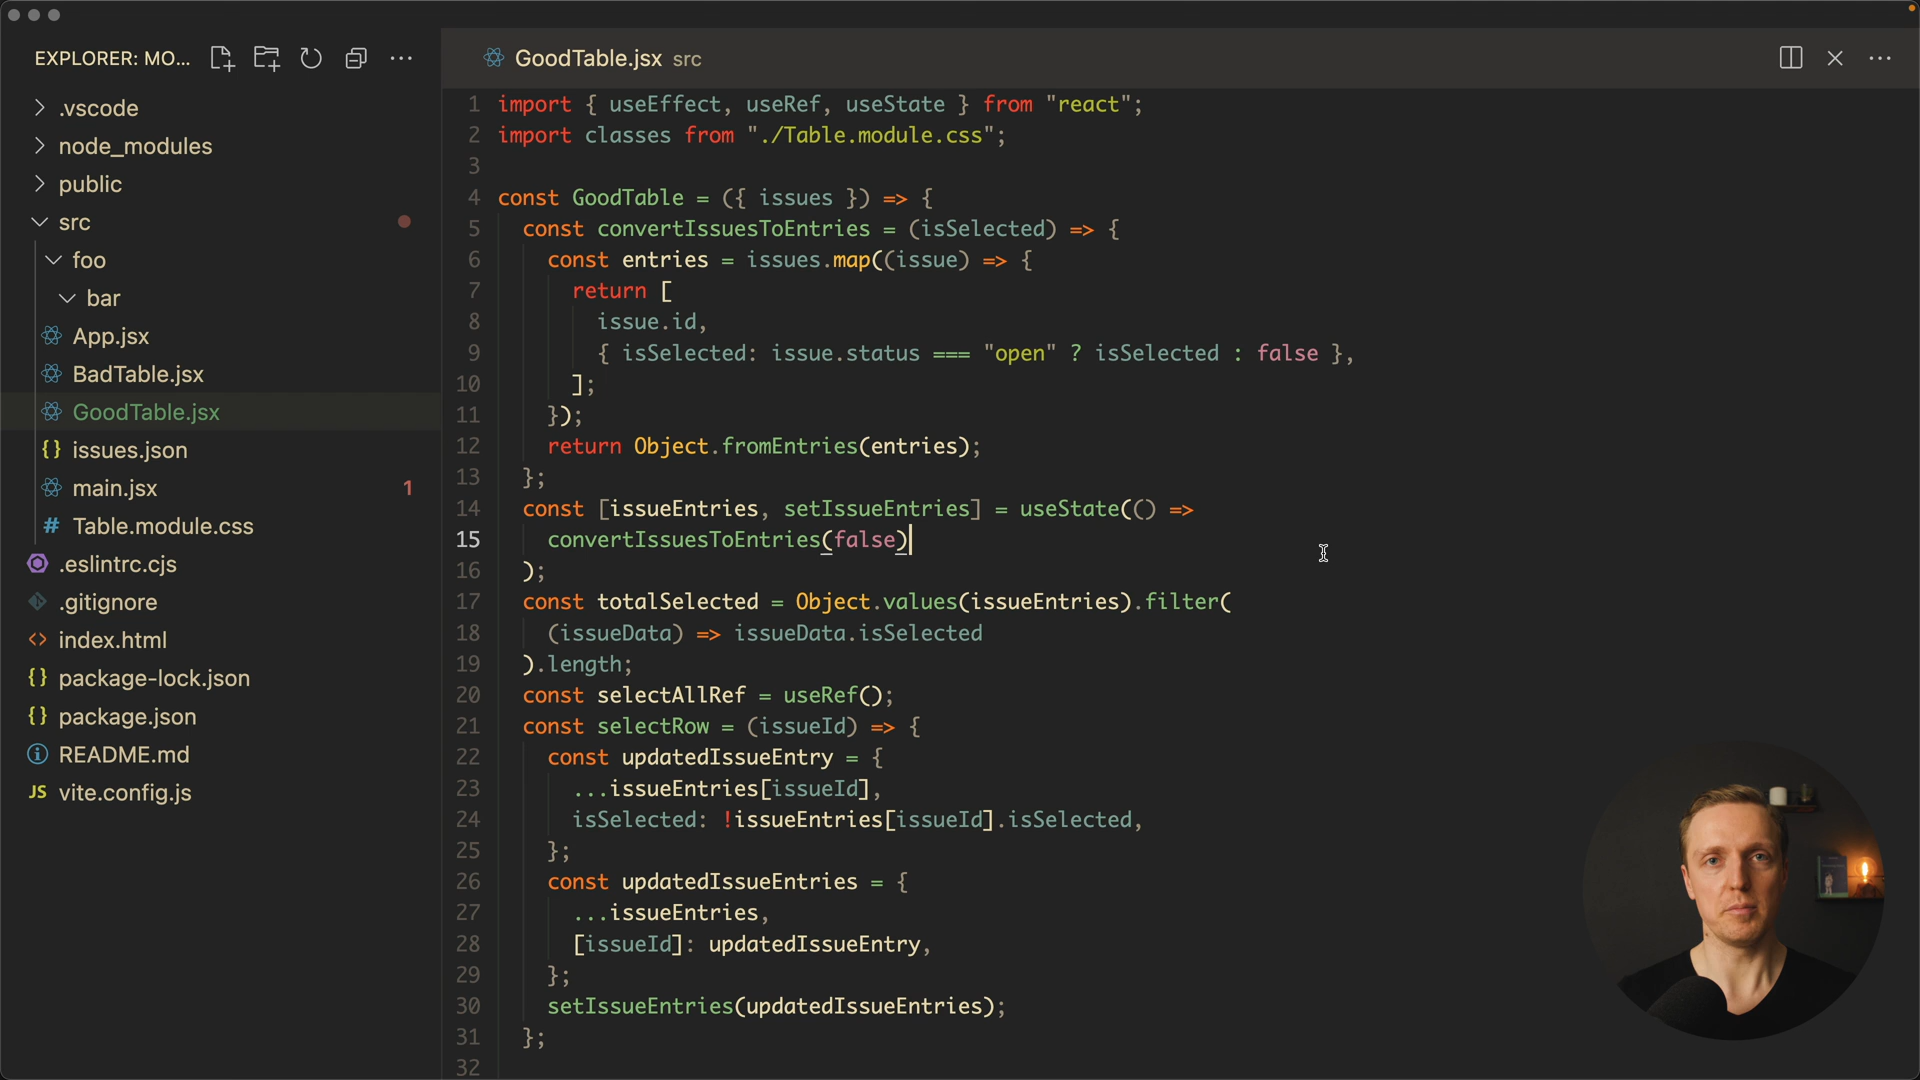 EXPLORER: MO...
.vscode
node_modules
public
src
foo
bar
App.jsx
BadTable.jsx
GoodTable.jsx
{} issues.json
main.jsx 1
# Table.module.css
.eslintrc.cjs
.gitignore
<> index.html
{} package-lock.json
{} package.json
README.md
JS vite.config.js
GoodTable.jsx src
1 import { useEffect, useRef, useState } from "react";
2 import classes from "./Table.module.css";
3
4 const GoodTable = ({ issues }) => {
5 const convertIssuesToEntries = (isSelected) => {
6 const entries = issues.map((issue) => {
7 return [
8 issue.id,
9 { isSelected: issue.status === "open" ? isSelected : false },
10 ];
11 });
12 return Object.fromEntries(entries);
13 };
14 const [issueEntries, setIssueEntries] = useState(() =>
15 convertIssuesToEntries(false)
16 );
17 const totalSelected = Object.values(issueEntries).filter(
18 (issueData) => issueData.isSelected
19 ).length;
20 const selectAllRef = useRef();
21 const selectRow = (issueId) => {
22 const updatedIssueEntry = {
23 ...issueEntries[issueId],
24 isSelected: !issueEntries[issueId].isSelected,
25 };
26 const updatedIssueEntries = {
27 ...issueEntries,
28 [issueId]: updatedIssueEntry,
29 };
30 setIssueEntries(updatedIssueEntries);
31 };
32